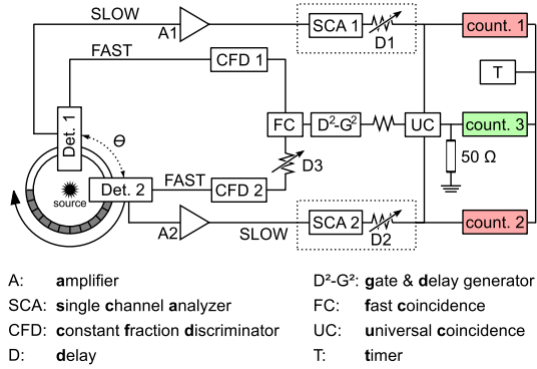 SLOW
A1
SCA 1
D1
count. 1
FAST
CFD 1
T
Det. 1
Θ
FC
D²-G²
UC
count. 3
50 Ω
D3
source
Det. 2
FAST
CFD 2
A2
SLOW
SCA 2
D2
count. 2
A: amplifier
SCA: single channel analyzer
CFD: constant fraction discriminator
D: delay
D²-G²: gate & delay generator
FC: fast coincidence
UC: universal coincidence
T: timer